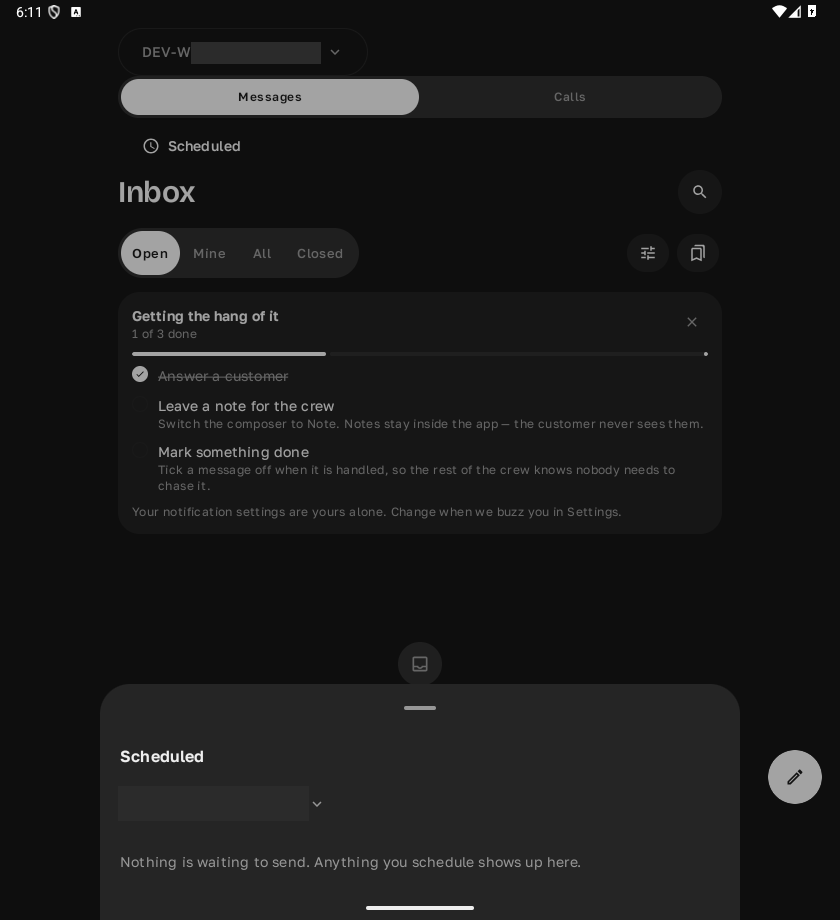 6:11
DEV-W
Messages
Calls
Scheduled
Inbox
Open
Mine
All
Closed
Getting the hang of it
1 of 3 done
Answer a customer
Leave a note for the crew
Switch the composer to Note. Notes stay inside the app — the customer never sees them.
Mark something done
Tick a message off when it is handled, so the rest of the crew knows nobody needs to
chase it.
Your notification settings are yours alone. Change when we buzz you in Settings.
Scheduled
Nothing is waiting to send. Anything you schedule shows up here.